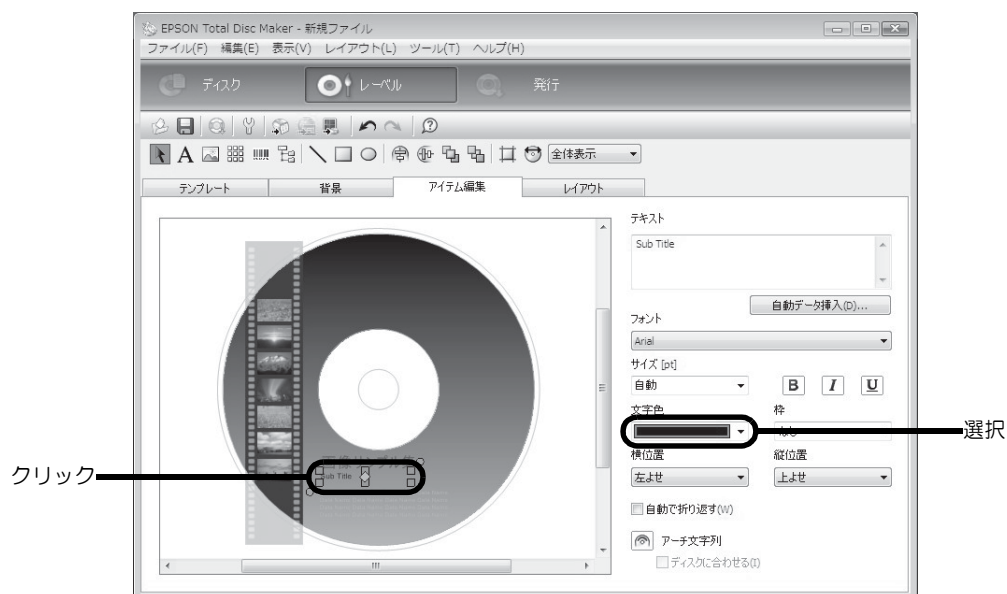 EPSON Total Disc Maker - 新規ファイル
ファイル(F) 編集(E) 表示(V) レイアウト(L) ツール(T) ヘルプ(H)
ディスク レーベル 発行
全体表示
テンプレート 背景 アイテム編集 レイアウト
テキスト
Sub Title
自動データ挿入(D)...
フォント
Arial
サイズ [pt]
自動 B I U
文字色 枠
選択
横位置 縦位置
左よせ 上よせ
自動で折り返す(W)
アーチ文字列
ディスクに合わせる(I)
クリック
Sub Title